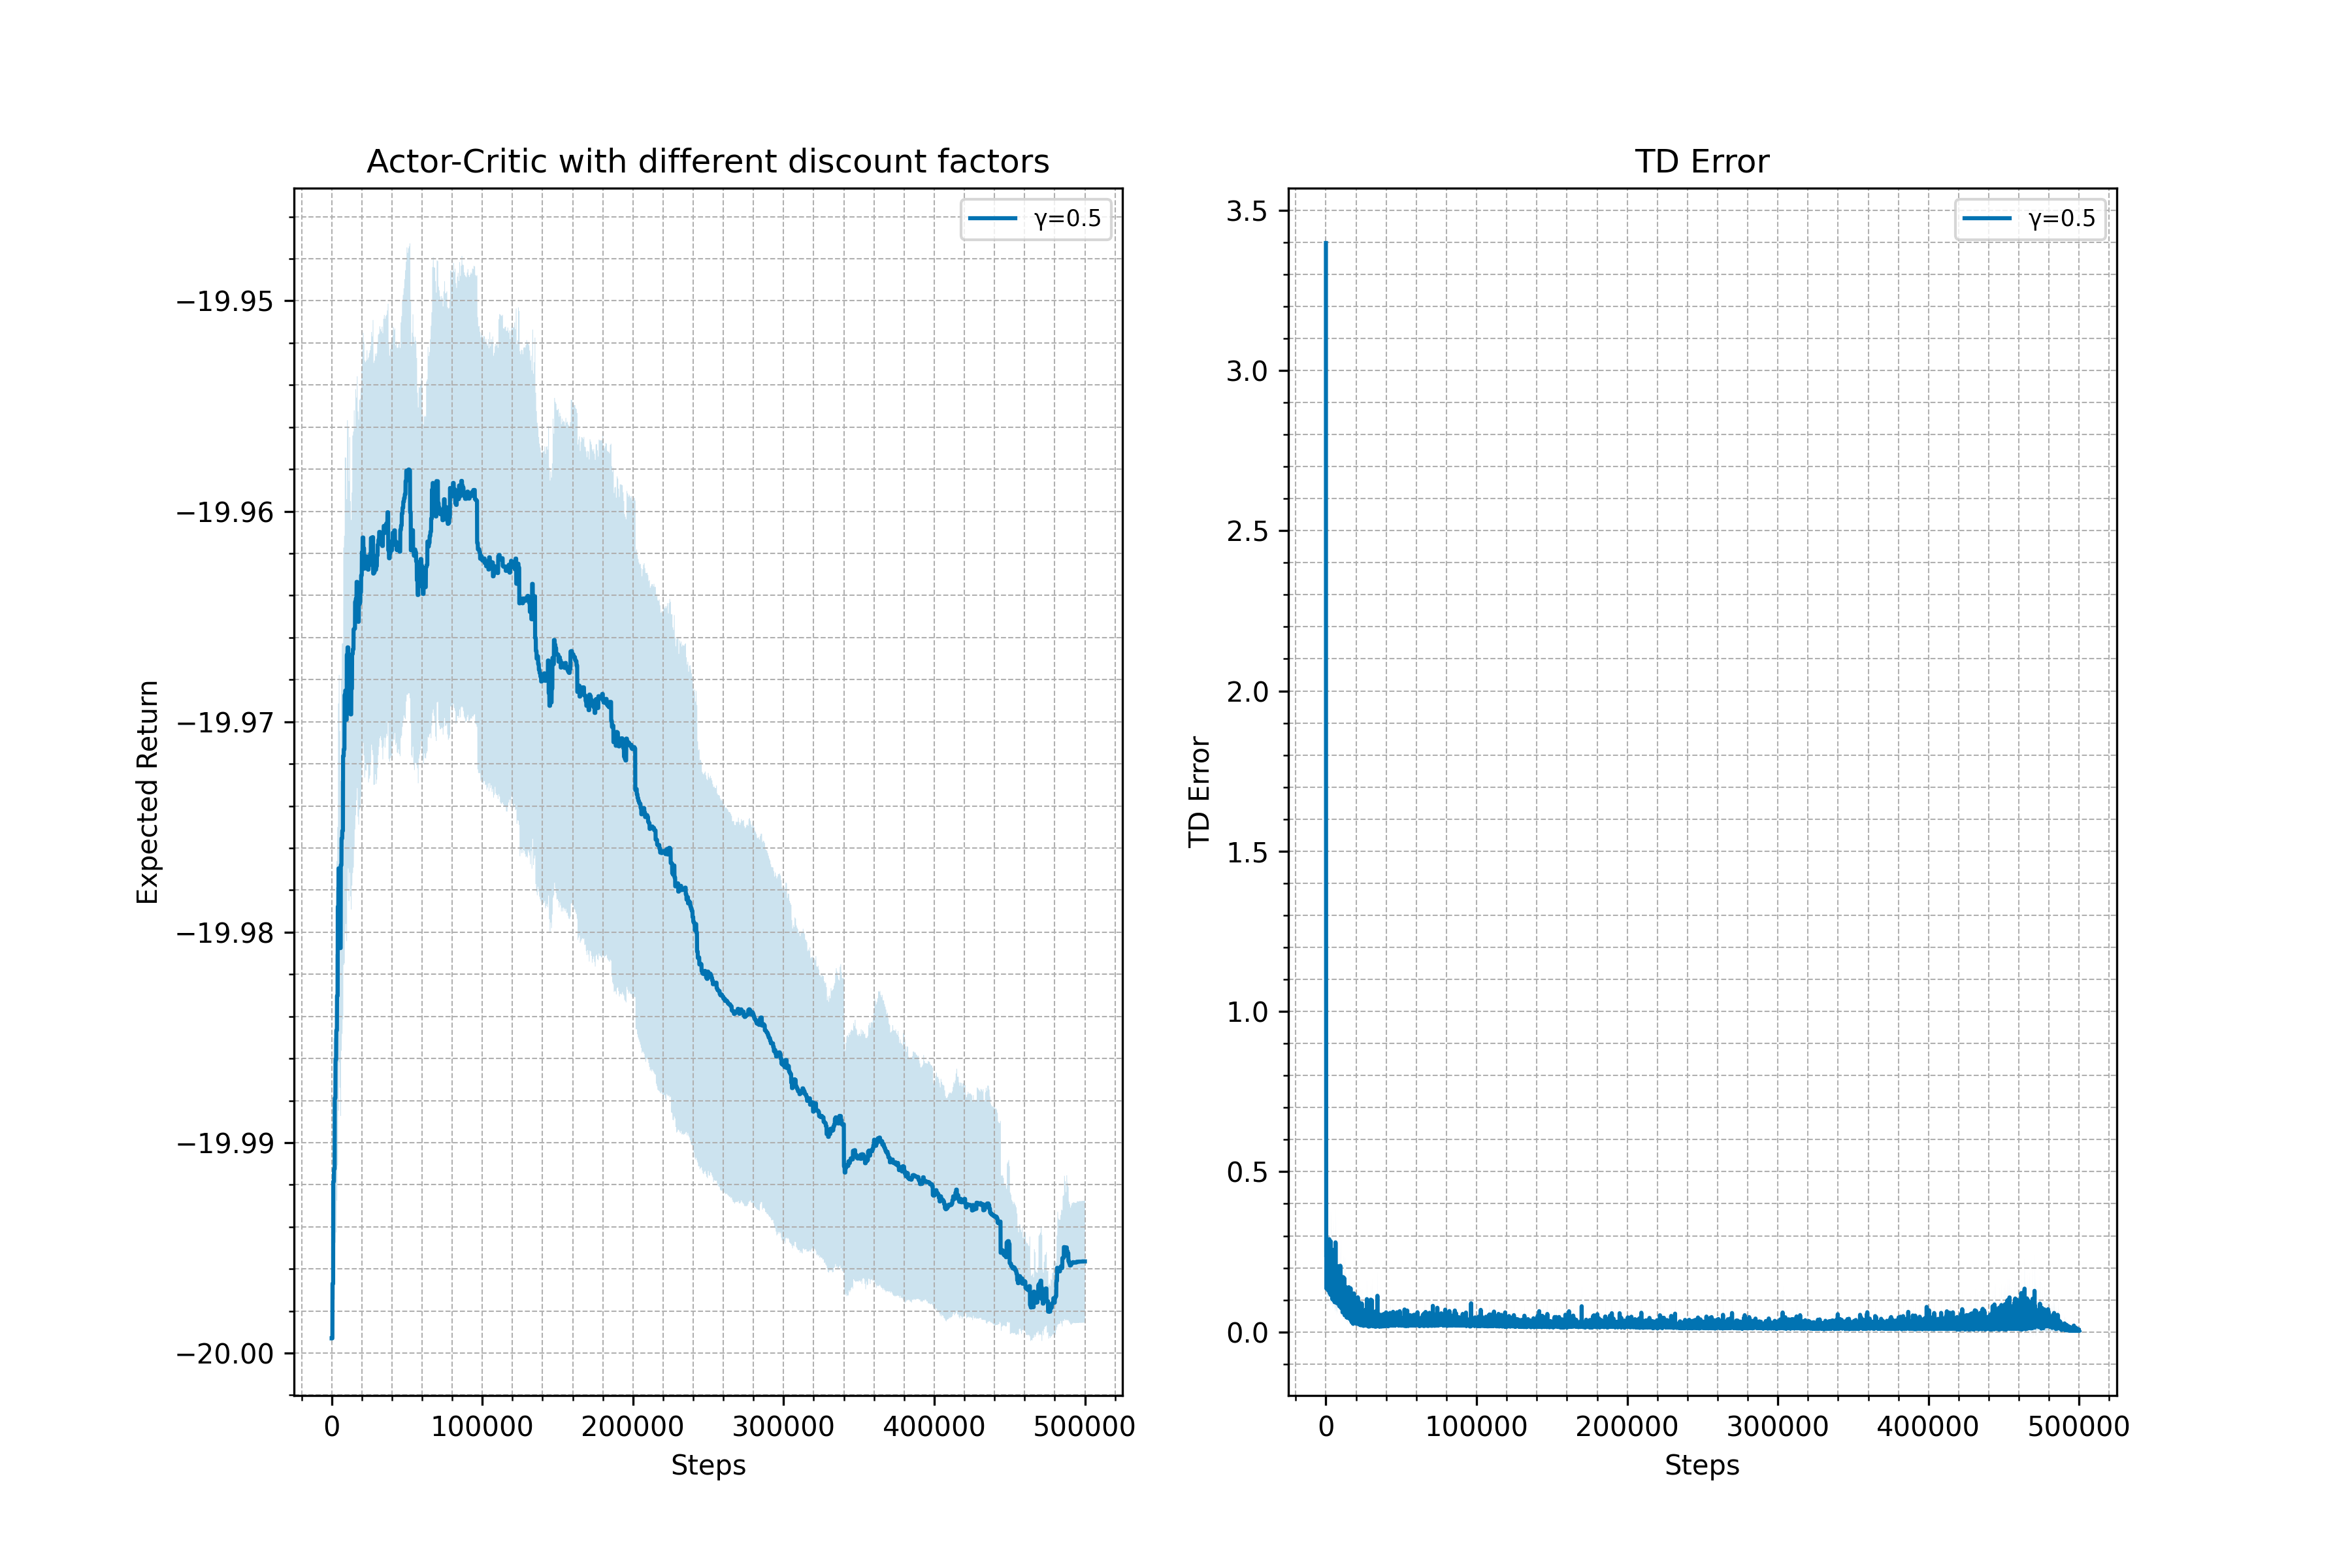 Actor-Critic with different discount factors
γ=0.5
−19.95
−19.96
−19.97
−19.98
−19.99
−20.00
Expected Return
0 100000 200000 300000 400000 500000
Steps
TD Error
γ=0.5
3.5
3.0
2.5
2.0
1.5
1.0
0.5
0.0
TD Error
0 100000 200000 300000 400000 500000
Steps